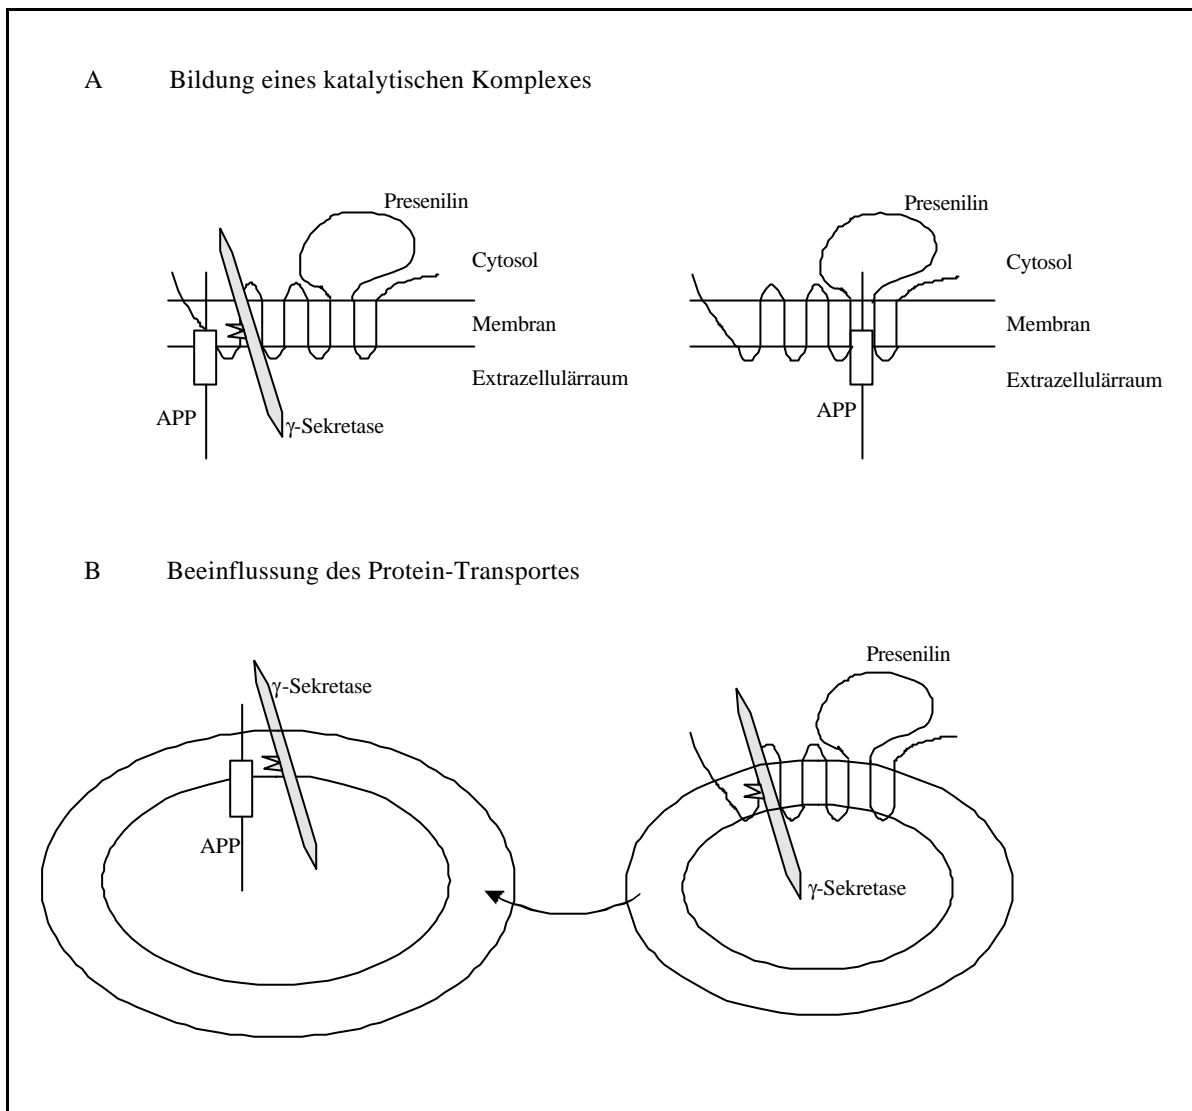 A Bildung eines katalytischen Komplexes
Presenilin
Cytosol
Membran
Extrazellulärraum
APP
γ-Sekretase
Presenilin
Cytosol
Membran
Extrazellulärraum
APP
B Beeinflussung des Protein-Transportes
γ-Sekretase
APP
Presenilin
γ-Sekretase